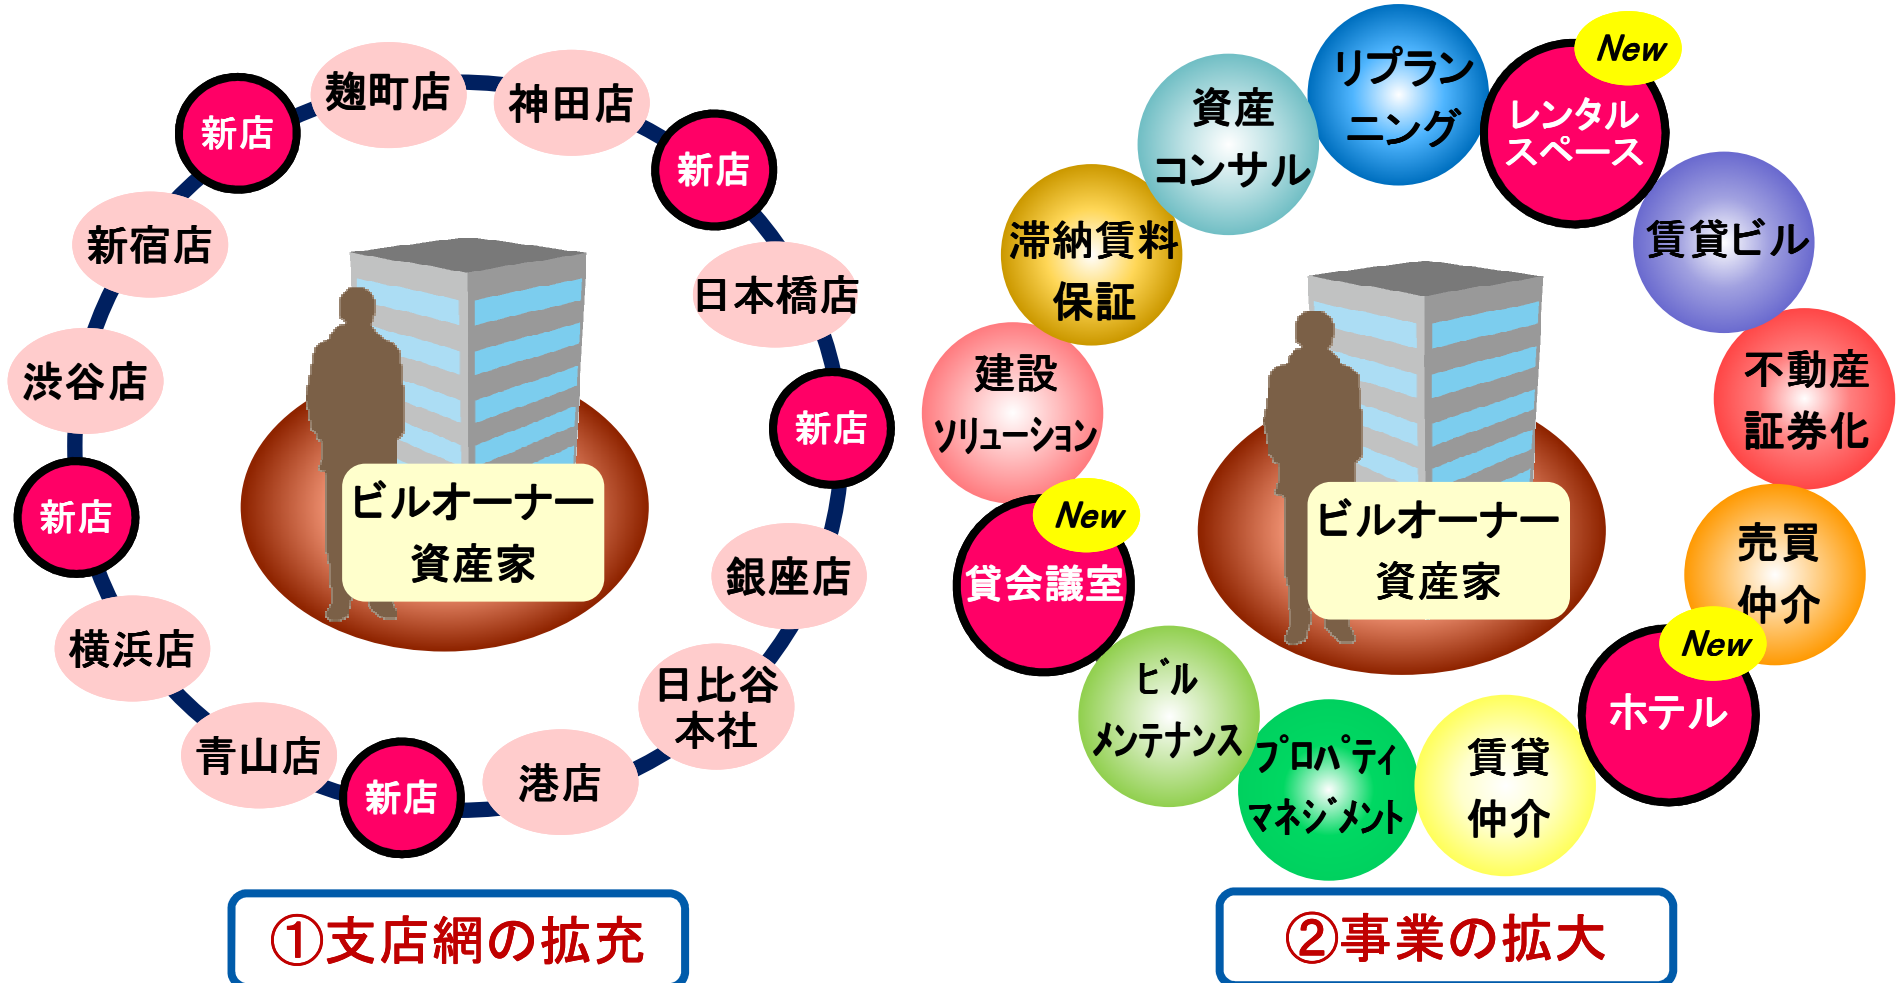 麹町店
神田店
新店
新店
日本橋店
新宿店
渋谷店
新店
新店
銀座店
横浜店
日比谷
本社
青山店
新店
港店
ビルオーナー
資産家
①支店網の拡充
リプラン
ニング
New
レンタル
スペース
資産
コンサル
賃貸ビル
滞納賃料
保証
不動産
証券化
建設
ソリューション
New
貸会議室
売買
仲介
New
ホテル
ビル
メンテナンス
プロパティ
マネジメント
賃貸
仲介
ビルオーナー
資産家
②事業の拡大